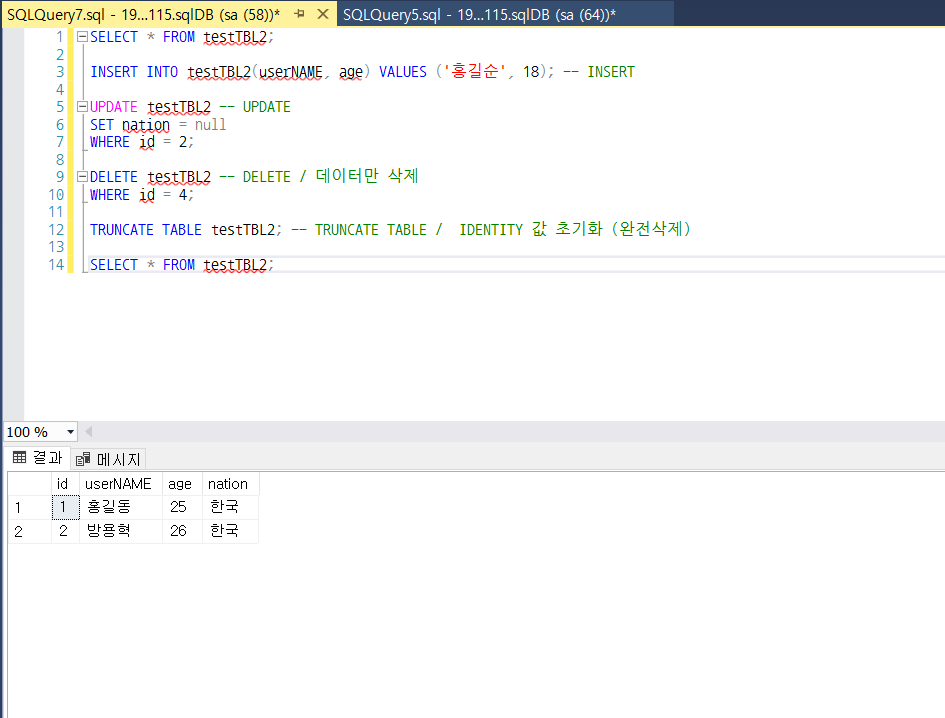 SQLQuery7.sql - 19...115.sqlDB (sa (58))* SQLQuery5.sql - 19...115.sqlDB (sa (64))*
1 SELECT * FROM testTBL2;
2
3 INSERT INTO testTBL2(userNAME, age) VALUES ('홍길순', 18); -- INSERT
4
5 UPDATE testTBL2 -- UPDATE
6 SET nation = null
7 WHERE id = 2;
8
9 DELETE testTBL2 -- DELETE / 데이터만 삭제
10 WHERE id = 4;
11
12 TRUNCATE TABLE testTBL2; -- TRUNCATE TABLE /  IDENTITY 값 초기화 (완전삭제)
13
14 SELECT * FROM testTBL2;
100 %
결과 메시지
id userNAME age nation
1 1 홍길동 25 한국
2 2 방용혁 26 한국